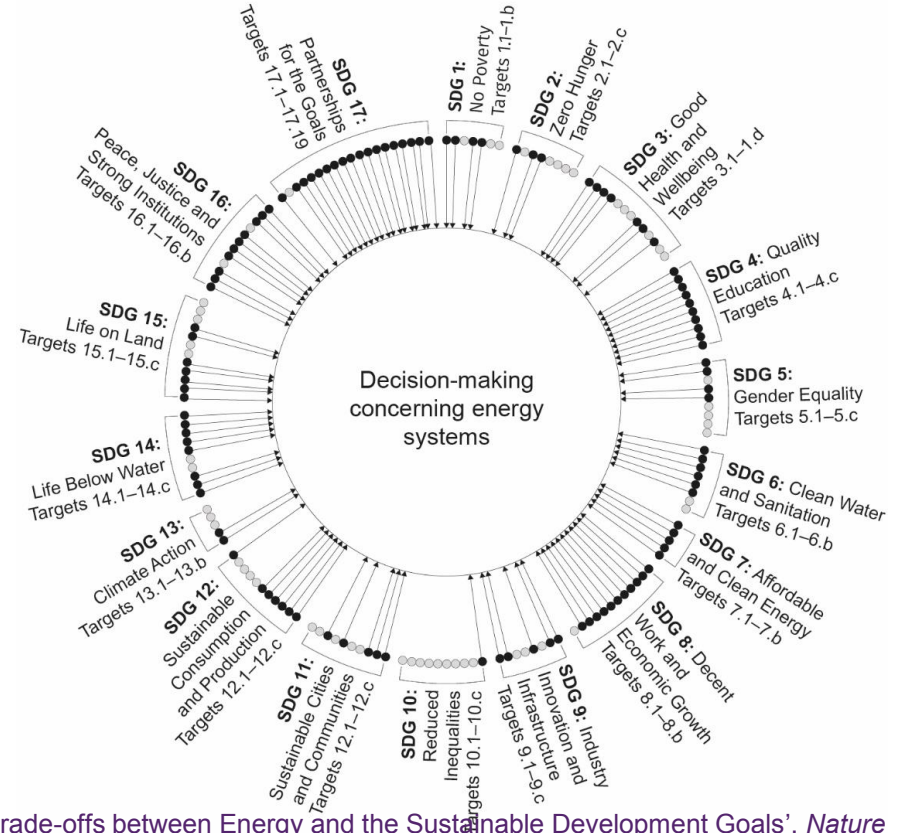 SDG 1:
No Poverty
Targets 1.1–1.b
SDG 2:
Zero Hunger
Targets 2.1–2.c
SDG 3: Good
Health and
Wellbeing
Targets 3.1–1.d
SDG 4: Quality
Education
Targets 4.1–4.c
SDG 5:
Gender Equality
Targets 5.1–5.c
SDG 6: Clean Water
and Sanitation
Targets 6.1–6.b
SDG 7: Affordable
and Clean Energy
Targets 7.1–7.b
SDG 8: Decent
Work and
Economic Growth
Targets 8.1–8.b
SDG 9: Industry
Innovation and
Infrastructure
Targets 9.1–9.c
SDG 10:
Reduced
Inequalities
Targets 10.1–10.c
SDG 11:
Sustainable Cities
and Communities
Targets 12.1–12.c
SDG 12:
Sustainable
Consumption
and Production
Targets 12.1–12.c
SDG 13:
Climate Action
Targets 13.1–13.b
SDG 14:
Life Below Water
Targets 14.1–14.c
SDG 15:
Life on Land
Targets 15.1–15.c
SDG 16:
Peace, Justice and
Strong Institutions
Targets 16.1–16.b
SDG 17:
Partnerships
for the Goals
Targets 17.1–17.19
Decision-making
concerning energy
systems
rade-offs between Energy and the Sustainable Development Goals’, Nature